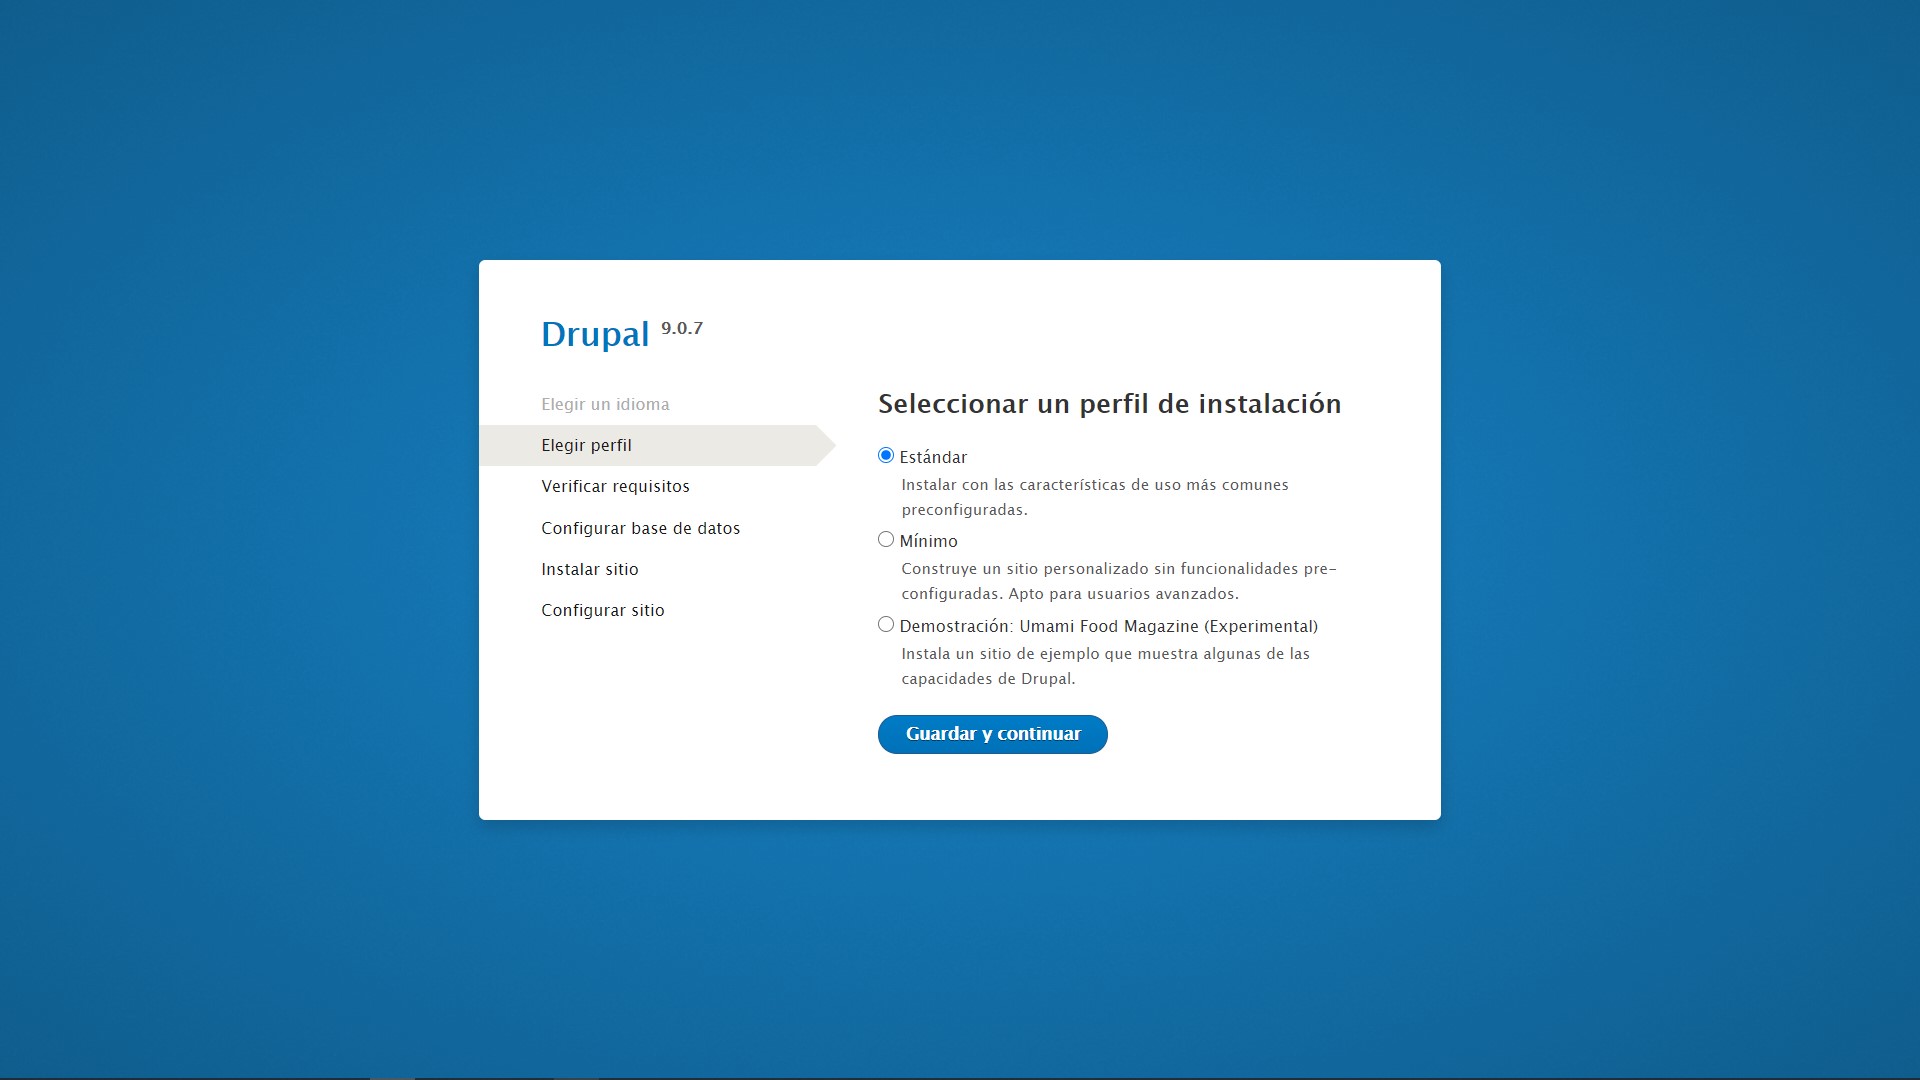 Drupal 9.0.7
Elegir un idioma
Elegir perfil
Verificar requisitos
Configurar base de datos
Instalar sitio
Configurar sitio
Seleccionar un perfil de instalación
Estándar
Instalar con las características de uso más comunes
preconfiguradas.
Mínimo
Construye un sitio personalizado sin funcionalidades pre-
configuradas. Apto para usuarios avanzados.
Demostración: Umami Food Magazine (Experimental)
Instala un sitio de ejemplo que muestra algunas de las
capacidades de Drupal.
Guardar y continuar